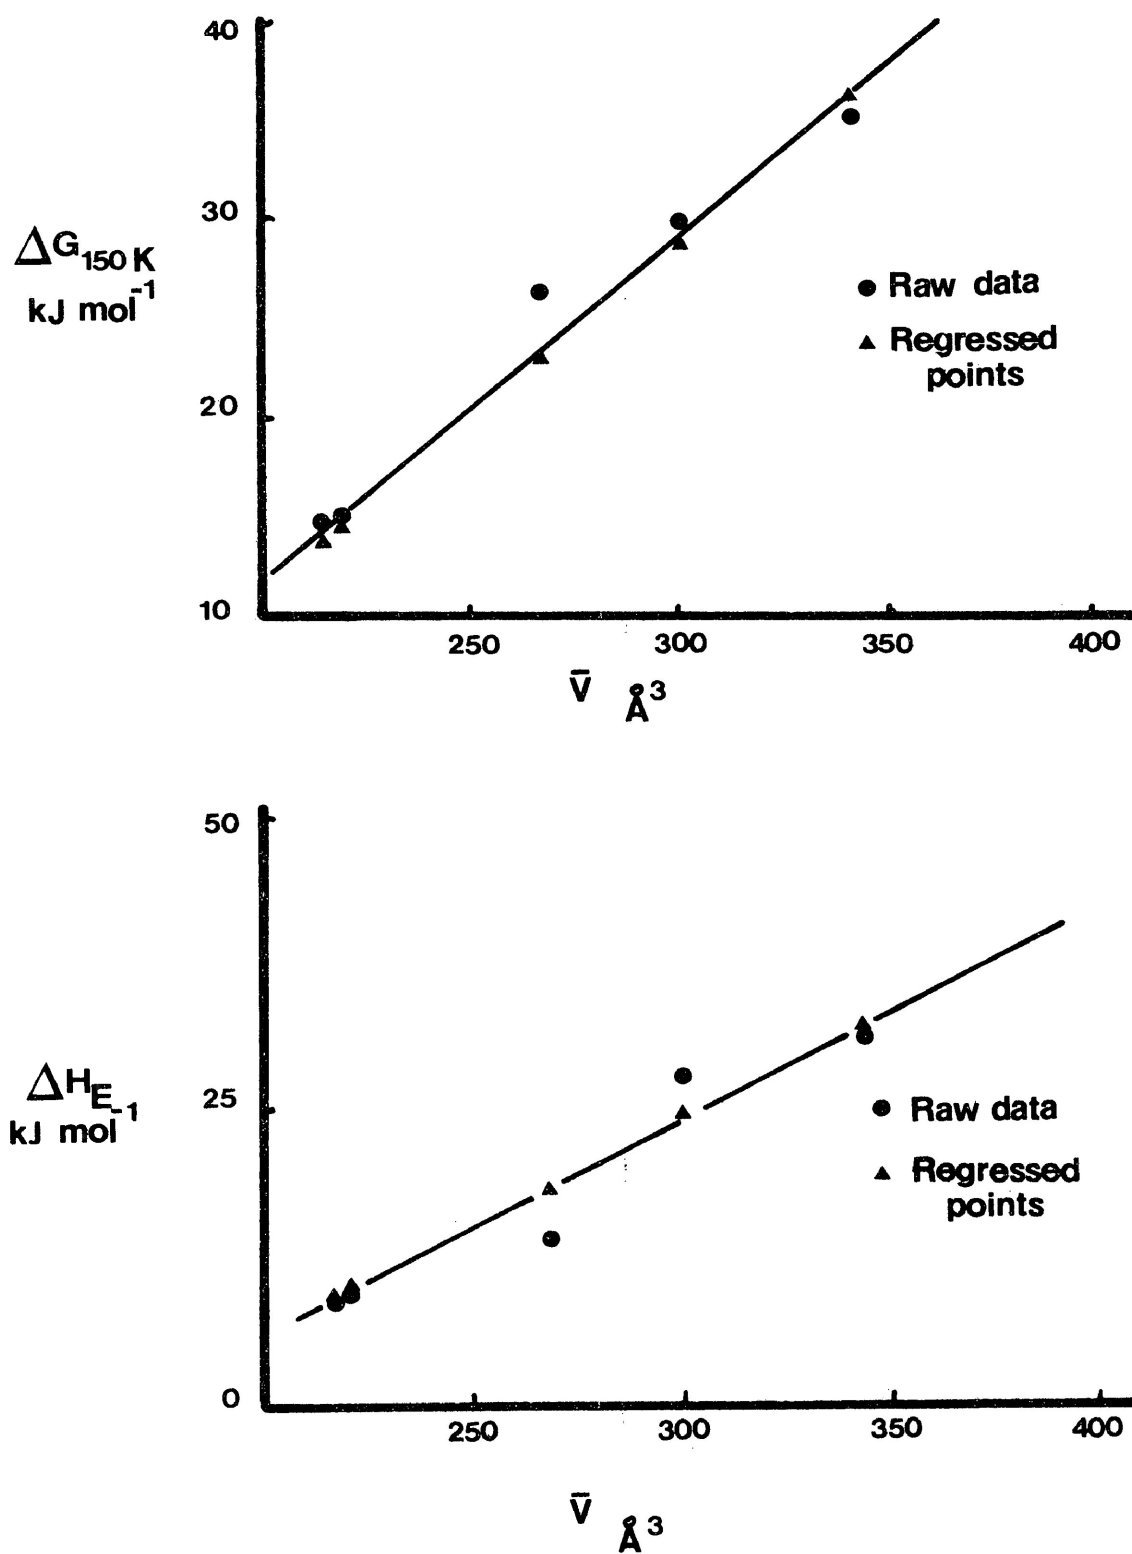 40
30
20
10
ΔG150 K
kJ mol-1
● Raw data
▲ Regressed
points
250 300 350 400
V̄ Å3
50
25
0
ΔHE
kJ mol-1
● Raw data
▲ Regressed
points
250 300 350 400
V̄ Å3